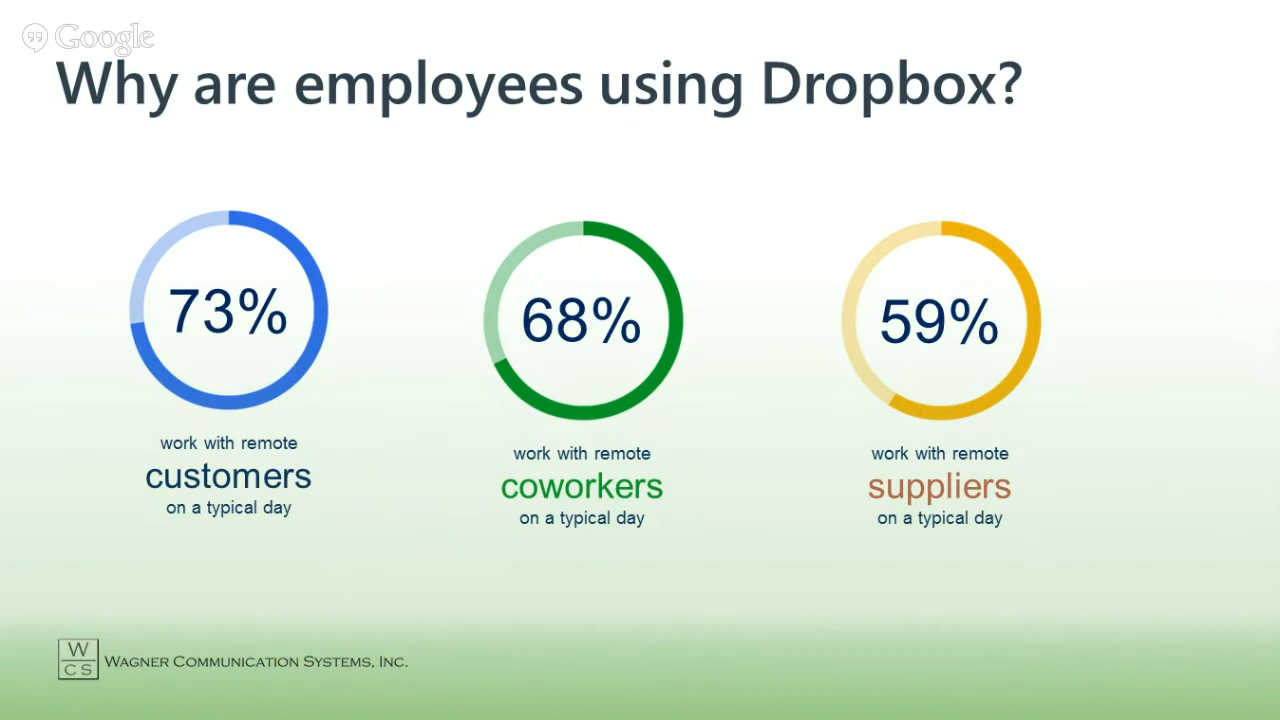 Google
Why are employees using Dropbox?
73%
work with remote
customers
on a typical day
68%
work with remote
coworkers
on a typical day
59%
work with remote
suppliers
on a typical day
W
CS
WAGNER COMMUNICATION SYSTEMS, INC.